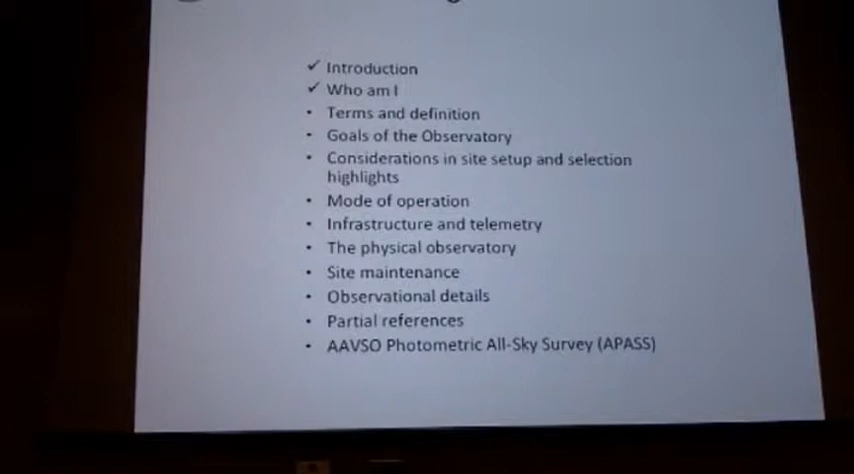 ✓ Introduction
✓ Who am I
• Terms and definition
• Goals of the Observatory
• Considerations in site setup and selection
highlights
• Mode of operation
• Infrastructure and telemetry
• The physical observatory
• Site maintenance
• Observational details
• Partial references
• AAVSO Photometric All-Sky Survey (APASS)